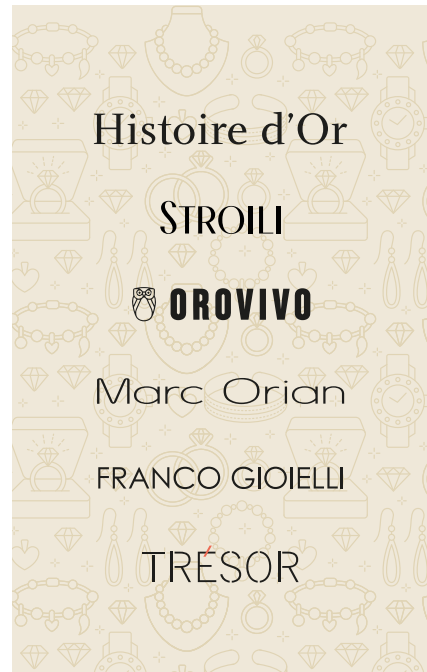 Histoire d’Or
STROILI
OROVIVO
Marc Orian
FRANCO GIOIELLI
TRÉSOR